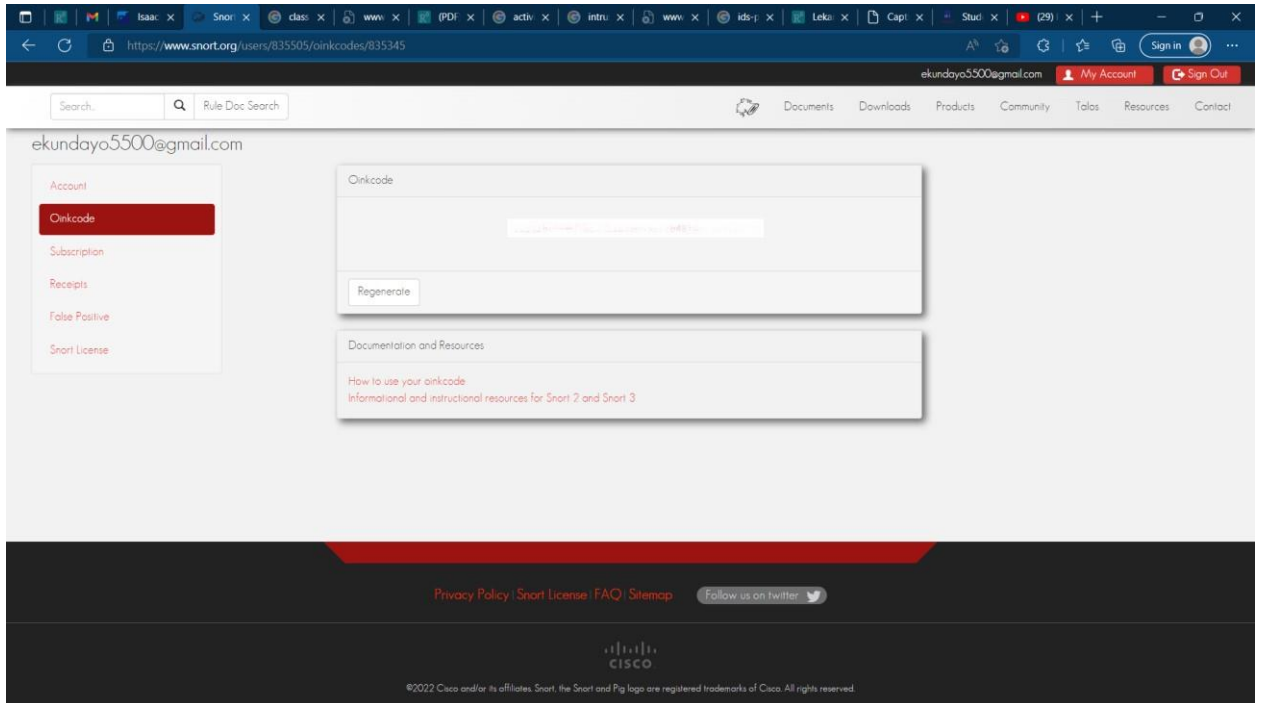 Isaac
Snor
class
www
(PDF
activ
intru
www
ids-p
Leka
Capt
Studi
(29)
https://www.snort.org/users/835505/oinkcodes/835345
Sign in
ekundayo5500@gmail.com
My Account
Sign Out
Search..
Rule Doc Search
Documents
Downloads
Products
Community
Talos
Resources
Contact
ekundayo5500@gmail.com
Account
Oinkcode
Subscription
Receipts
False Positive
Snort License
Oinkcode
Regenerate
Documentation and Resources
How to use your oinkcode
Informational and instructional resources for Snort 2 and Snort 3
Privacy Policy | Snort License | FAQ | Sitemap
Follow us on twitter
CISCO
©2022 Cisco and/or its affiliates. Snort, the Snort and Pig logo are registered trademarks of Cisco. All rights reserved.